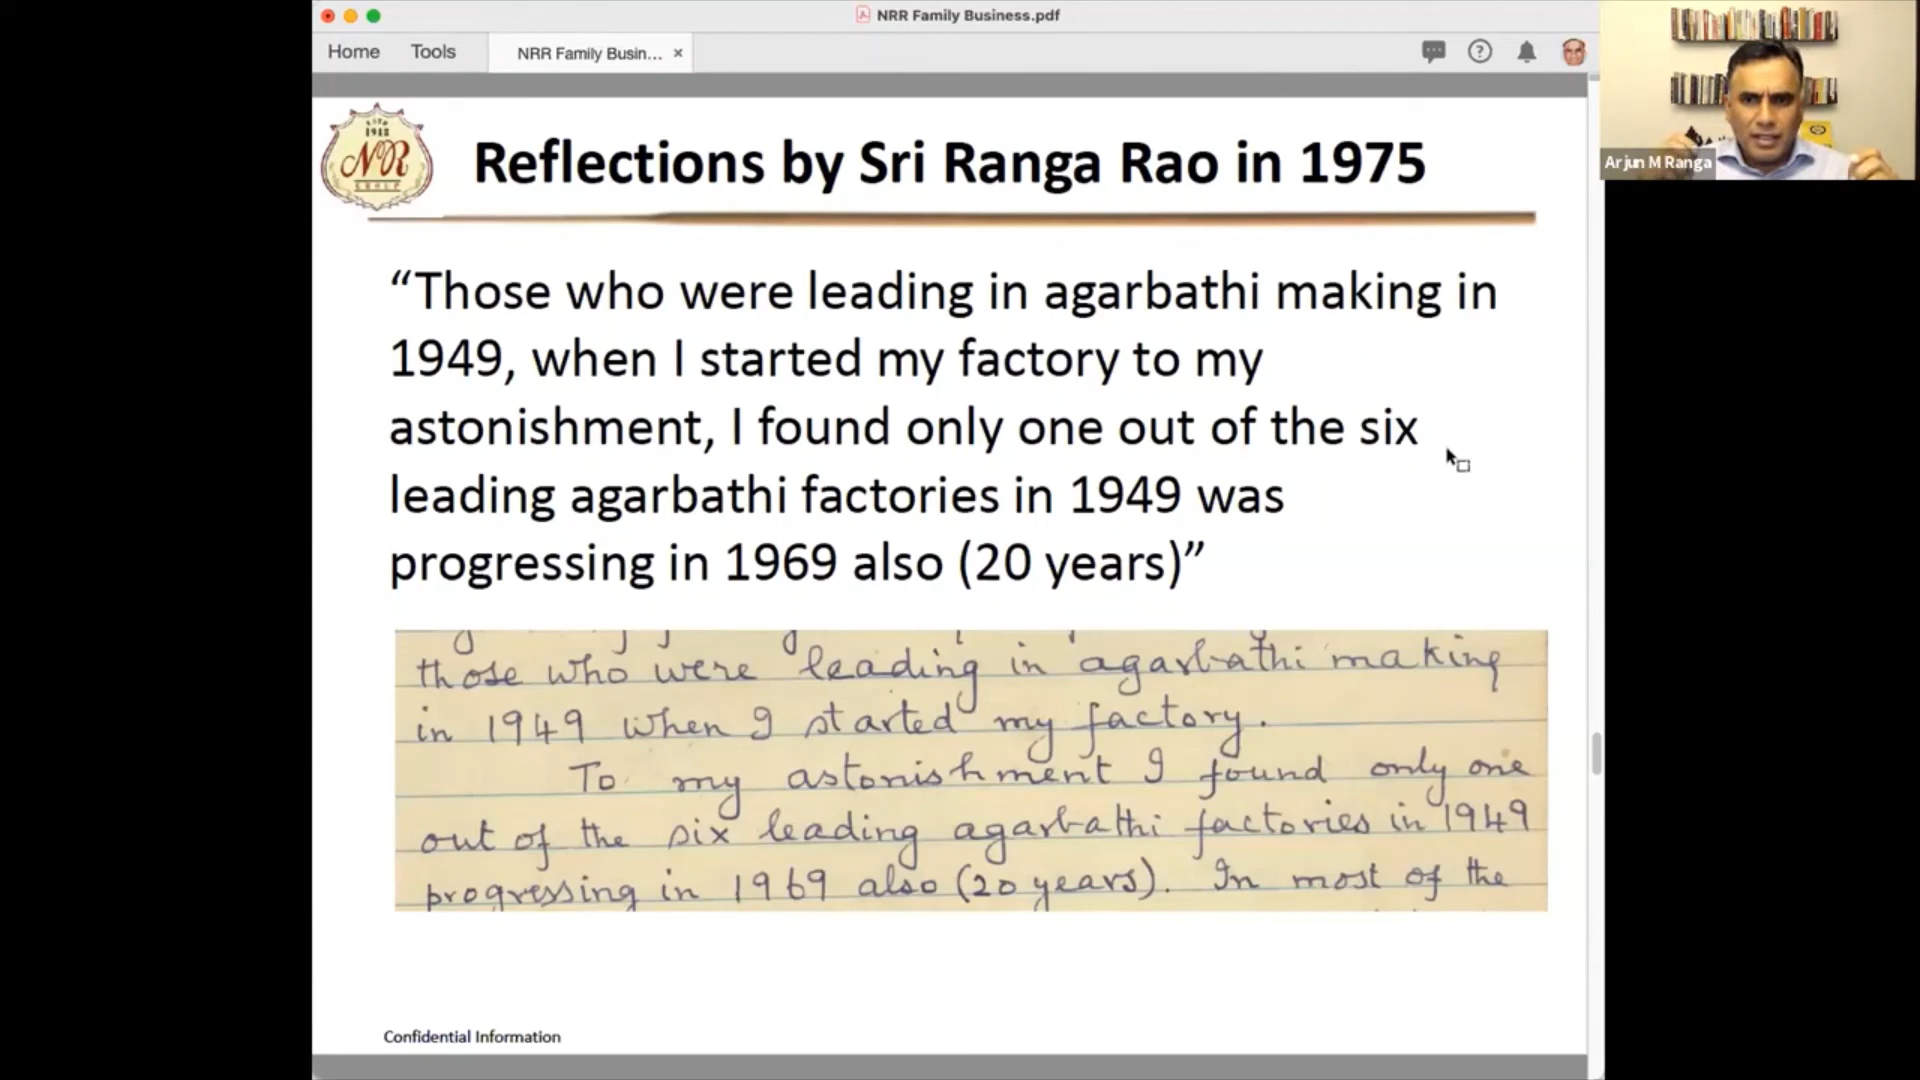 NRR Family Business.pdf
Home Tools NRR Family Busin... ×
Arjun M Ranga
1948
NR
Reflections by Sri Ranga Rao in 1975
“Those who were leading in agarbathi making in
1949, when I started my factory to my
astonishment, I found only one out of the six
leading agarbathi factories in 1949 was
progressing in 1969 also (20 years)”
those who were leading in agarbathi making
in 1949 when I started my factory.
To my astonishment I found only one
out of the six leading agarbathi factories in 1949
progressing in 1969 also (20 years). In most of the
Confidential Information